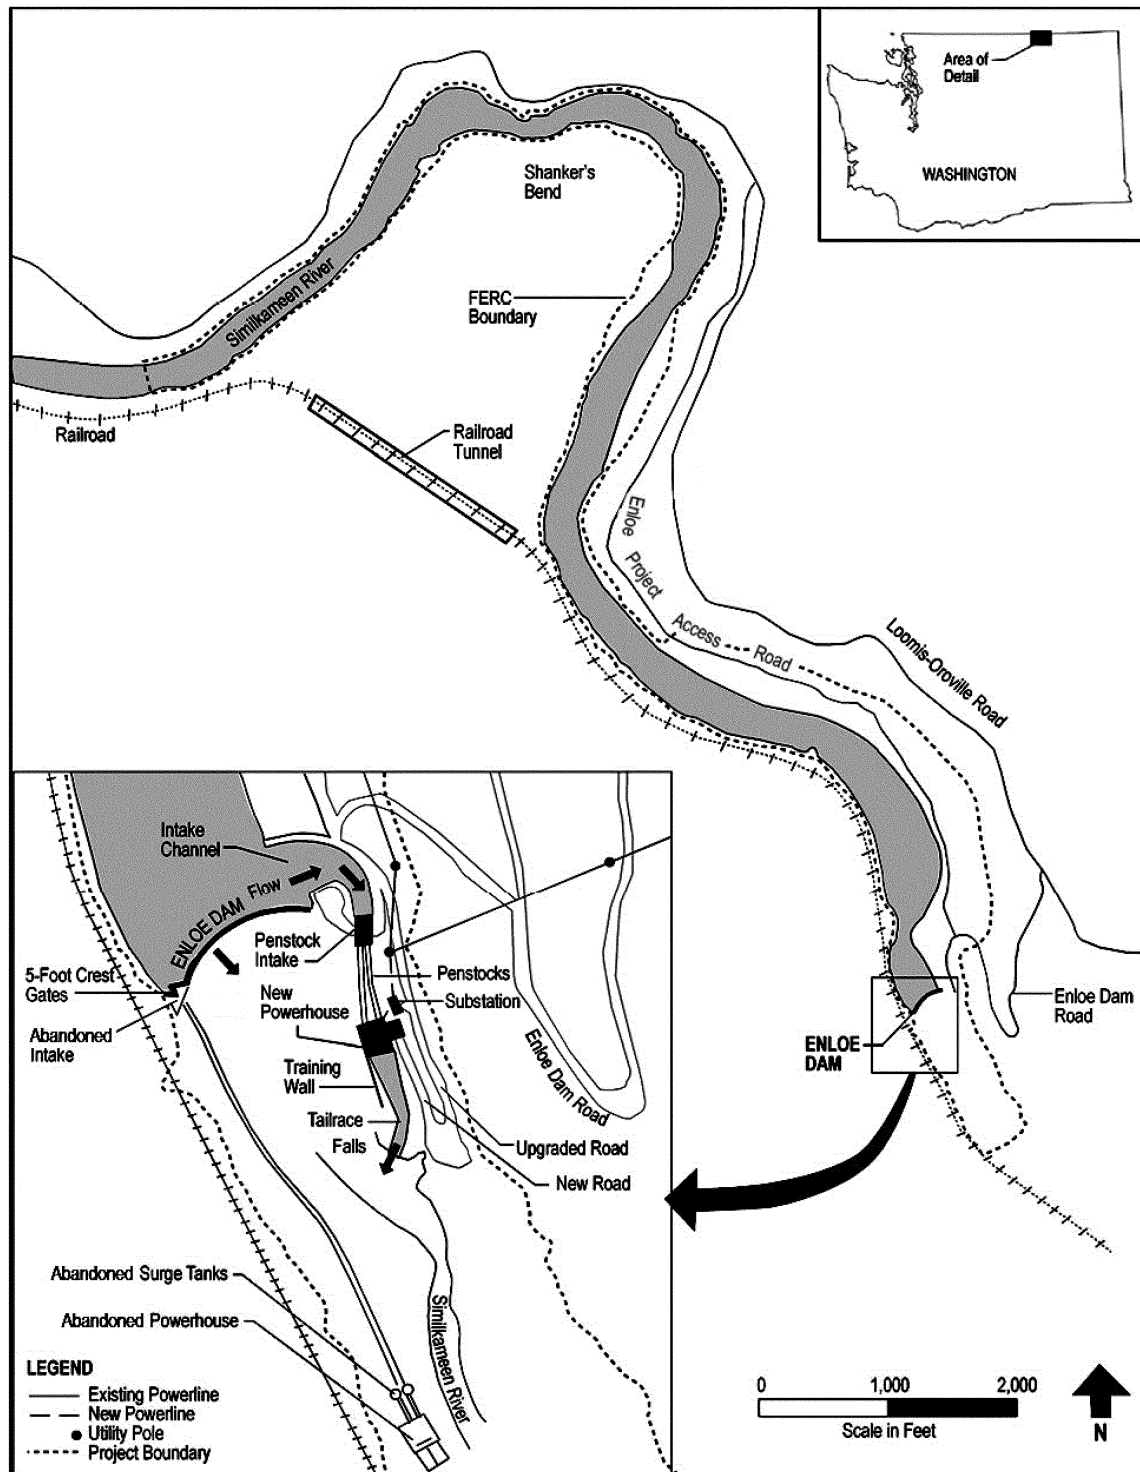 Area of
Detail
WASHINGTON
Shanker's
Bend
FERC
Boundary
Similkameen River
Railroad
Railroad
Tunnel
Enloe Project Access Road
Loomis-Oroville Road
Enloe Dam
Road
ENLOE
DAM
Intake
Channel
Flow
ENLOE DAM
Penstock
Intake
5-Foot Crest
Gates
Abandoned
Intake
New
Powerhouse
Penstocks
Substation
Training
Wall
Tailrace
Falls
Enloe Dam Road
Upgraded Road
New Road
Abandoned Surge Tanks
Abandoned Powerhouse
Similkameen River
LEGEND
Existing Powerline
New Powerline
Utility Pole
Project Boundary
0 1,000 2,000
Scale in Feet
N